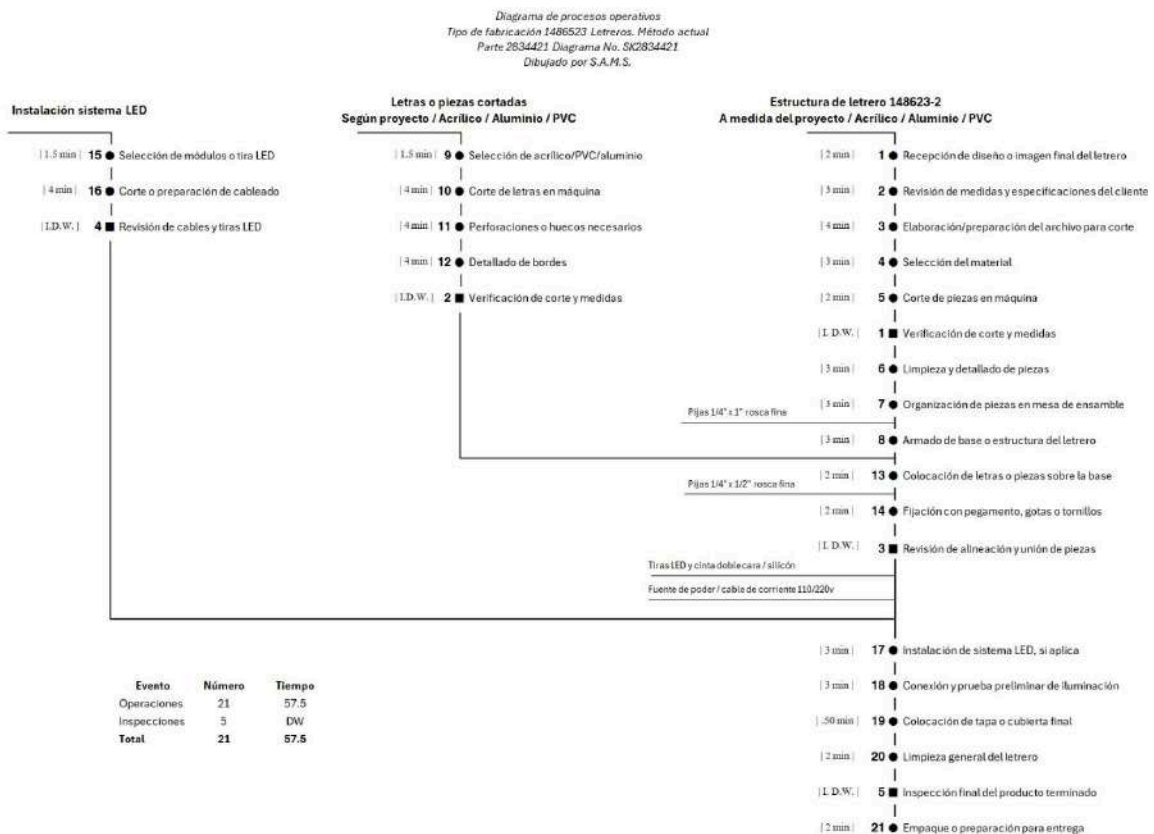 Diagrama de procesos operativos
Tipo de fabricación 1486523 Letreros. Método actual
Parte 2834421 Diagrama No. SK2834421
Dibujado por S.A.M.S.
Instalación sistema LED
| 1.5 min | 15 Selección de módulos o tira LED
| 4 min | 16 Corte o preparación de cableado
| I.D.W. | 4 Revisión de cables y tiras LED
Letras o piezas cortadas
Según proyecto / Acrílico / Aluminio / PVC
| 1.5 min | 9 Selección de acrílico/PVC/aluminio
| 4 min | 10 Corte de letras en máquina
| 4 min | 11 Perforaciones o huecos necesarios
| 4 min | 12 Detallado de bordes
| I.D.W. | 2 Verificación de corte y medidas
Estructura de letrero 148623-2
A medida del proyecto / Acrílico / Aluminio / PVC
| 2 min | 1 Recepción de diseño o imagen final del letrero
| 3 min | 2 Revisión de medidas y especificaciones del cliente
| 4 min | 3 Elaboración/preparación del archivo para corte
| 3 min | 4 Selección del material
| 2 min | 5 Corte de piezas en máquina
| I. D.W. | 1 Verificación de corte y medidas
| 3 min | 6 Limpieza y detallado de piezas
| 3 min | 7 Organización de piezas en mesa de ensamble
Pijas 1/4" x 1" rosca fina
| 3 min | 8 Armado de base o estructura del letrero
| 2 min | 13 Colocación de letras o piezas sobre la base
Pijas 1/4" x 1/2" rosca fina
| 2 min | 14 Fijación con pegamento, gotas o tornillos
| I. D.W. | 3 Revisión de alineación y unión de piezas
Tiras LED y cinta doble cara / silicón
Fuente de poder / cable de corriente 110/220v
| 3 min | 17 Instalación de sistema LED, si aplica
| 3 min | 18 Conexión y prueba preliminar de iluminación
| .50 min | 19 Colocación de tapa o cubierta final
| 2 min | 20 Limpieza general del letrero
| I. D.W. | 5 Inspección final del producto terminado
| 2 min | 21 Empaque o preparación para entrega
Evento Número Tiempo
Operaciones 21 57.5
Inspecciones 5 DW
Total 21 57.5